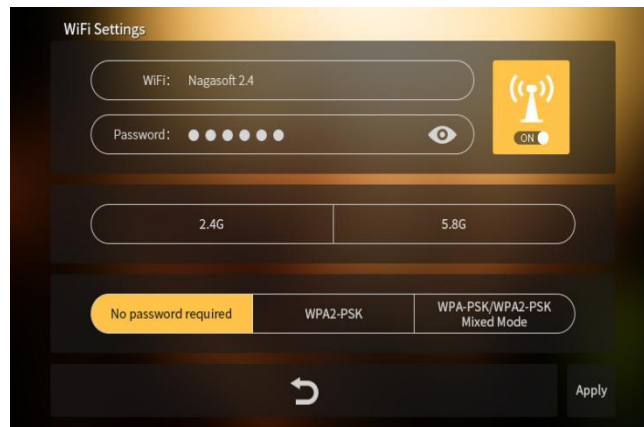 WiFi Settings
WiFi: Nagasoft 2.4
Password:
ON
2.4G
5.8G
No password required
WPA2-PSK
WPA-PSK/WPA2-PSK
Mixed Mode
Apply